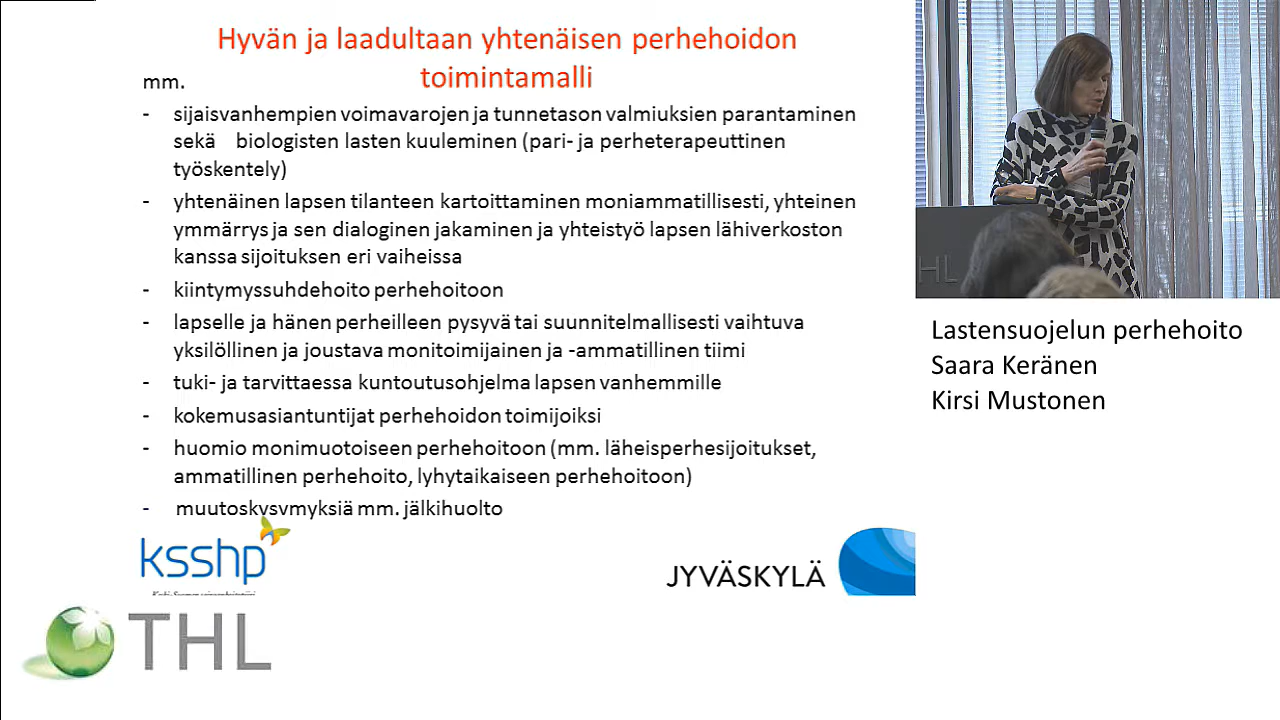 Hyvän ja laadultaan yhtenäisen perhehoidon
toimintamalli
mm.
- sijaisvanhempien voimavarojen ja tunnetason valmiuksien parantaminen
sekä biologisten lasten kuuleminen (pari- ja perheterapeuttinen
työskentely)
- yhtenäinen lapsen tilanteen kartoittaminen moniammatillisesti, yhteinen
ymmärrys ja sen dialoginen jakaminen ja yhteistyö lapsen lähiverkoston
kanssa sijoituksen eri vaiheissa
- kiintymyssuhdehoito perhehoitoon
- lapselle ja hänen perheilleen pysyvä tai suunnitelmallisesti vaihtuva
yksilöllinen ja joustava monitoimijainen ja -ammatillinen tiimi
- tuki- ja tarvittaessa kuntoutusohjelma lapsen vanhemmille
- kokemusasiantuntijat perhehoidon toimijoiksi
- huomio monimuotoiseen perhehoitoon (mm. läheisperhesijoitukset,
ammatillinen perhehoito, lyhytaikaiseen perhehoitoon)
- muutoskysymyksiä mm. jälkihuolto
ksshp
JYVÄSKYLÄ
THL
HL
Lastensuojelun perhehoito
Saara Keränen
Kirsi Mustonen